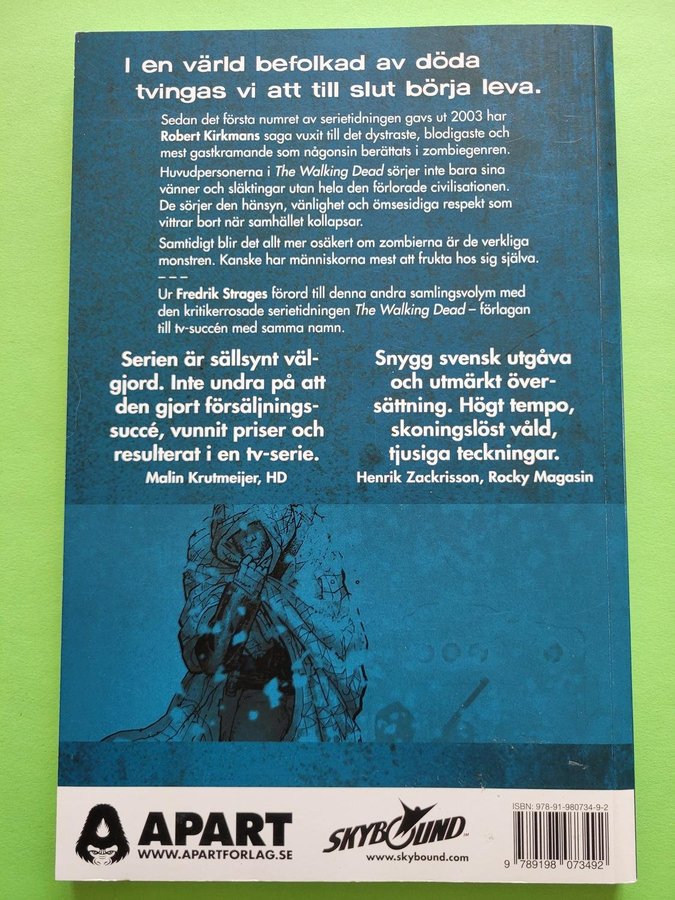 I en värld befolkad av döda
tvingas vi att till slut börja leva.
Sedan det första numret av serietidningen gavs ut 2003 har
Robert Kirkmans saga vuxit till det dystraste, blodigaste och
mest gastkramande som någonsin berättats i zombiegenren.
Huvudpersonerna i The Walking Dead sörjer inte bara sina
vänner och släktingar utan hela den förlorade civilisationen.
De sörjer den hänsyn, vänlighet och ömsesidiga respekt som
vittrar bort när samhället kollapsar.
Samtidigt blir det allt mer osäkert om zombierna är de verkliga
monstren. Kanske har människorna mest att frukta hos sig själva.
– – –
Ur Fredrik Strages förord till denna andra samlingsvolym med
den kritikerrosade serietidningen The Walking Dead – förlagan
till tv-succén med samma namn.
Serien är sällsynt väl-
gjord. Inte undra på att
den gjort försäljnings-
succé, vunnit priser och
resulterat i en tv-serie.
Malin Krutmeijer, HD
Snygg svensk utgåva
och utmärkt över-
sättning. Högt tempo,
skoningslöst våld,
tjusiga teckningar.
Henrik Zackrisson, Rocky Magasin
APART
WWW.APARTFORLAG.SE
SKYBOUND™
www.skybound.com
ISBN: 978-91-980734-9-2
9 789198 073492